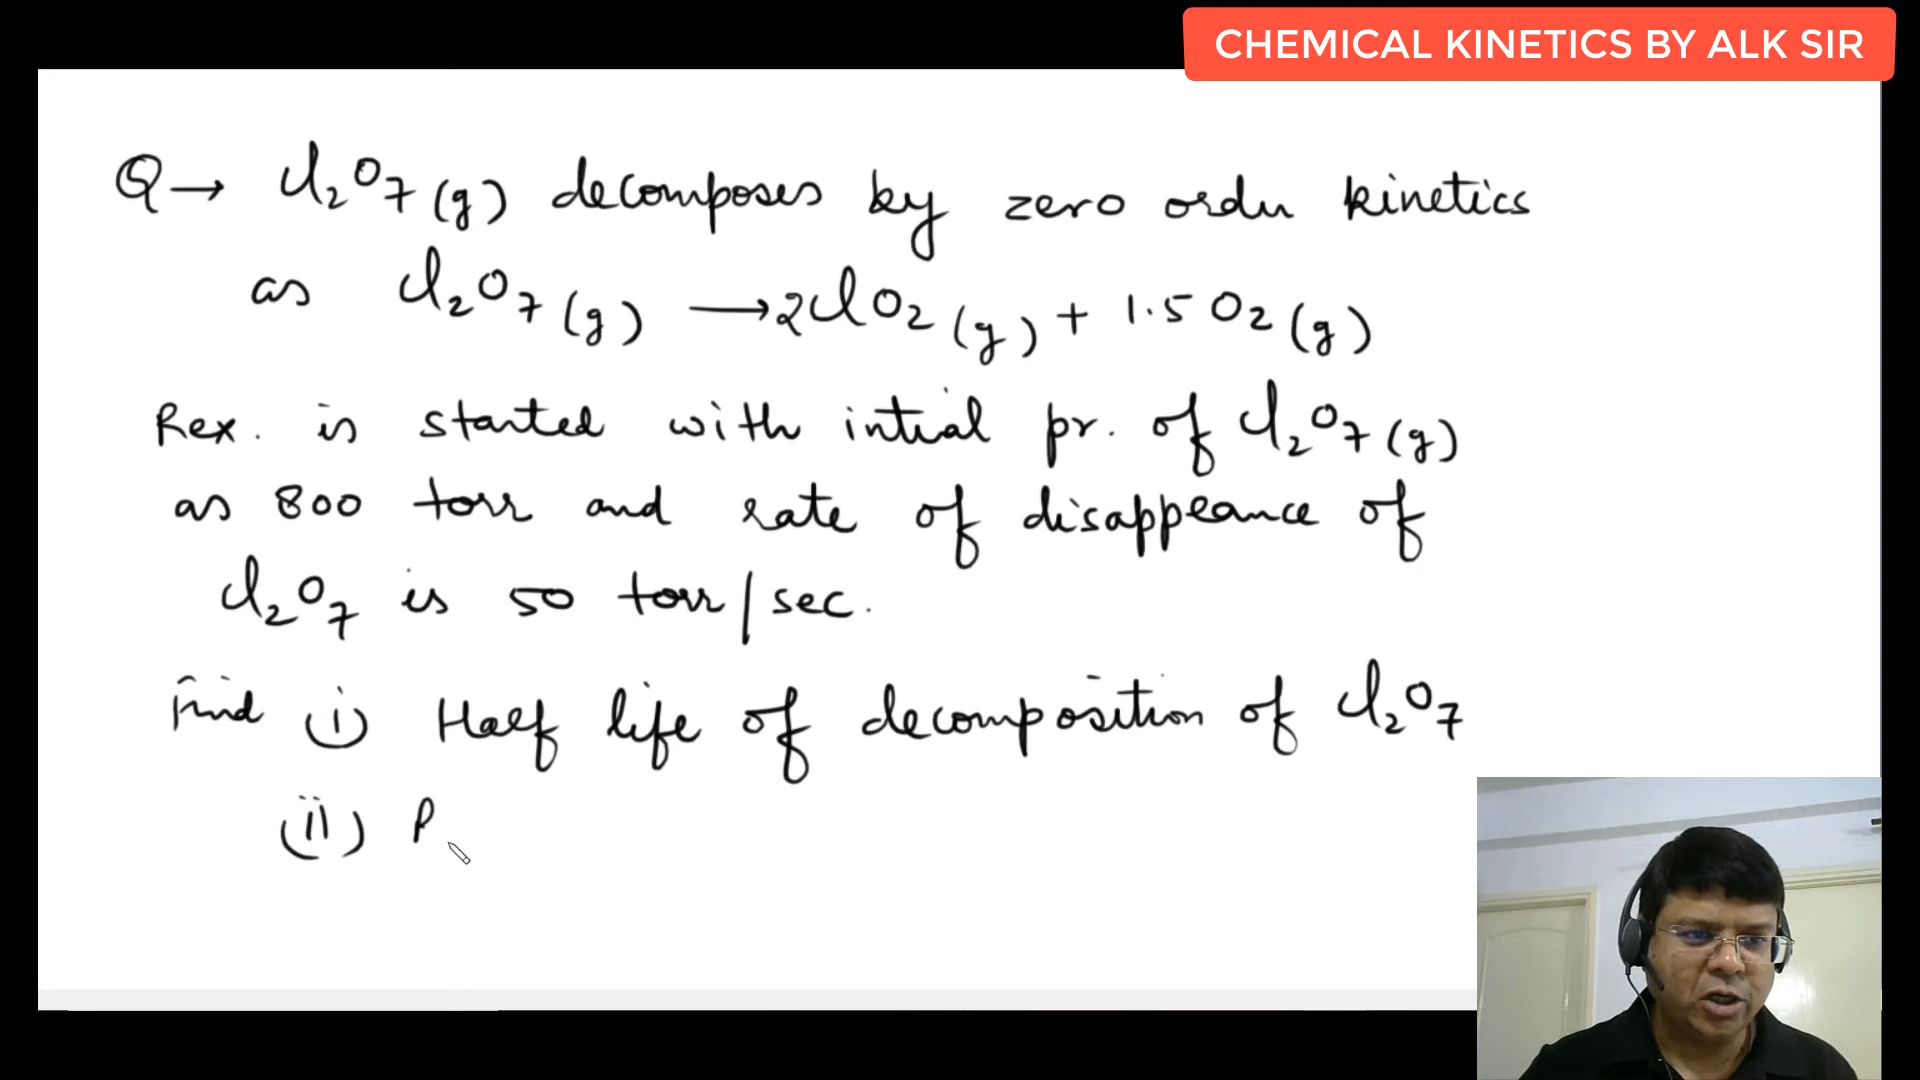 CHEMICAL KINETICS BY ALK SIR
Q → Cl₂O₇(g) decomposes by zero order kinetics
as Cl₂O₇(g) → 2ClO₂(g) + 1.5 O₂(g)
Rex. is started with intial pr. of Cl₂O₇(g)
as 800 torr and rate of disappeance of
Cl₂O₇ is 50 torr/sec.
Find (i) Half life of decomposition of Cl₂O₇
(ii) P